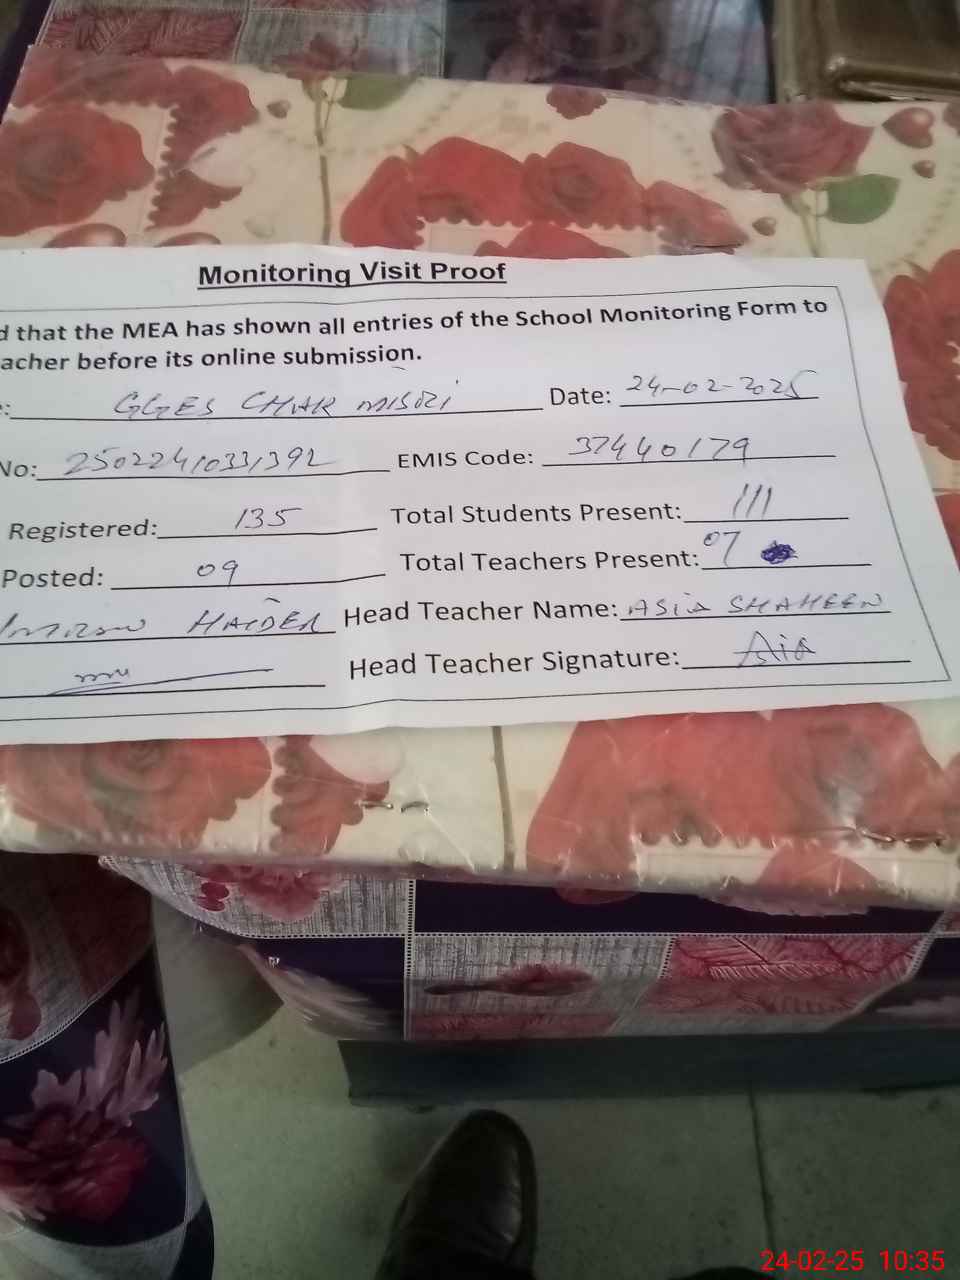 Monitoring Visit Proof
d that the MEA has shown all entries of the School Monitoring Form to
acher before its online submission.
: GGES CHAK MISRI Date: 24-02-2025
No: 25022410331392 EMIS Code: 37440179
Registered: 135 Total Students Present: 111
Posted: 09 Total Teachers Present: 07
Imran HAIDER Head Teacher Name: ASIA SHAHEEN
Head Teacher Signature: Asia
24-02-25 10:35